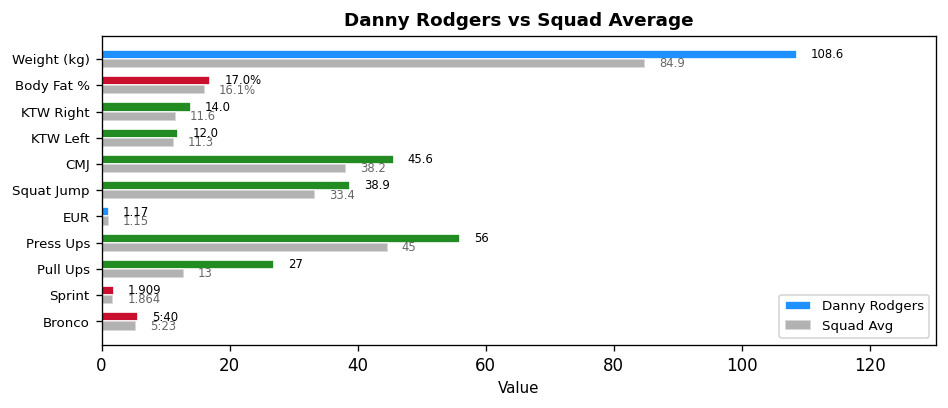 Danny Rodgers vs Squad Average
Weight (kg) 108.6
84.9
Body Fat % 17.0%
16.1%
KTW Right 14.0
11.6
KTW Left 12.0
11.3
CMJ 45.6
38.2
Squat Jump 38.9
33.4
EUR 1.17
1.15
Press Ups 56
45
Pull Ups 27
13
Sprint 1.909
1.864
Bronco 5:40
5:23
Danny Rodgers
Squad Avg
0 20 40 60 80 100 120
Value